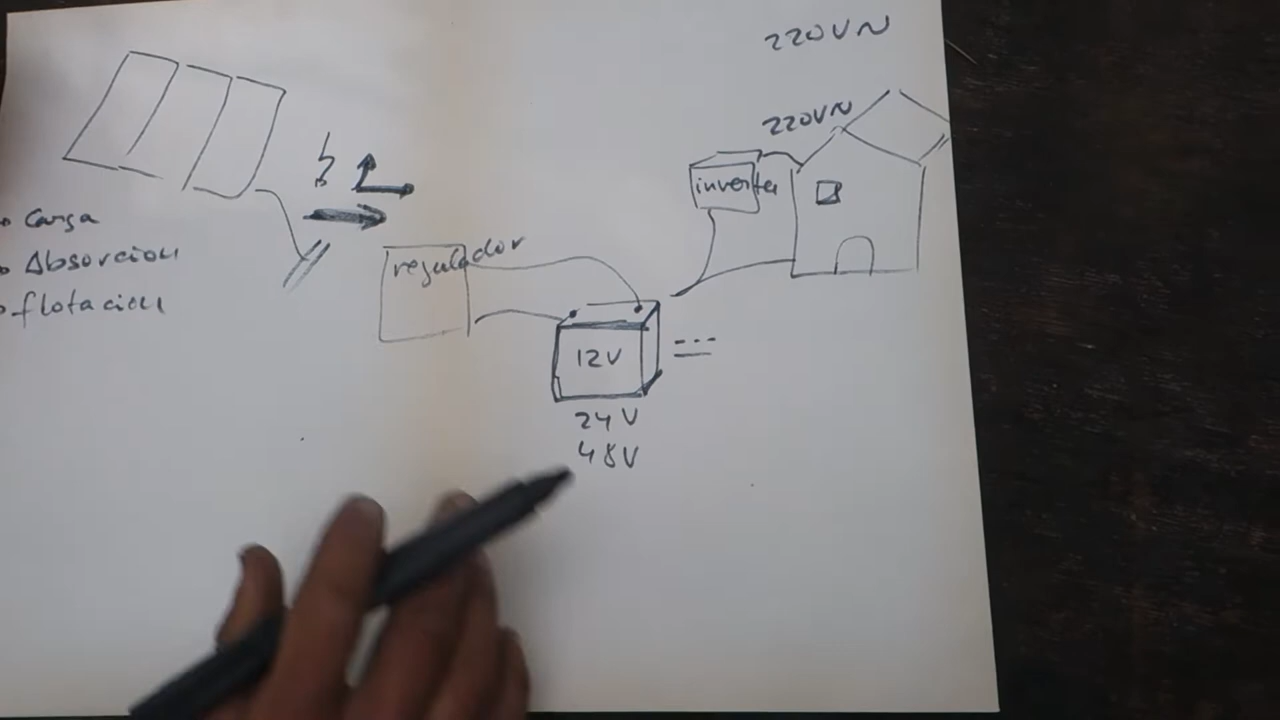 220V~
220V~
inverter
Carga
Absorcion
flotacion
regulador
12V
24V
48V